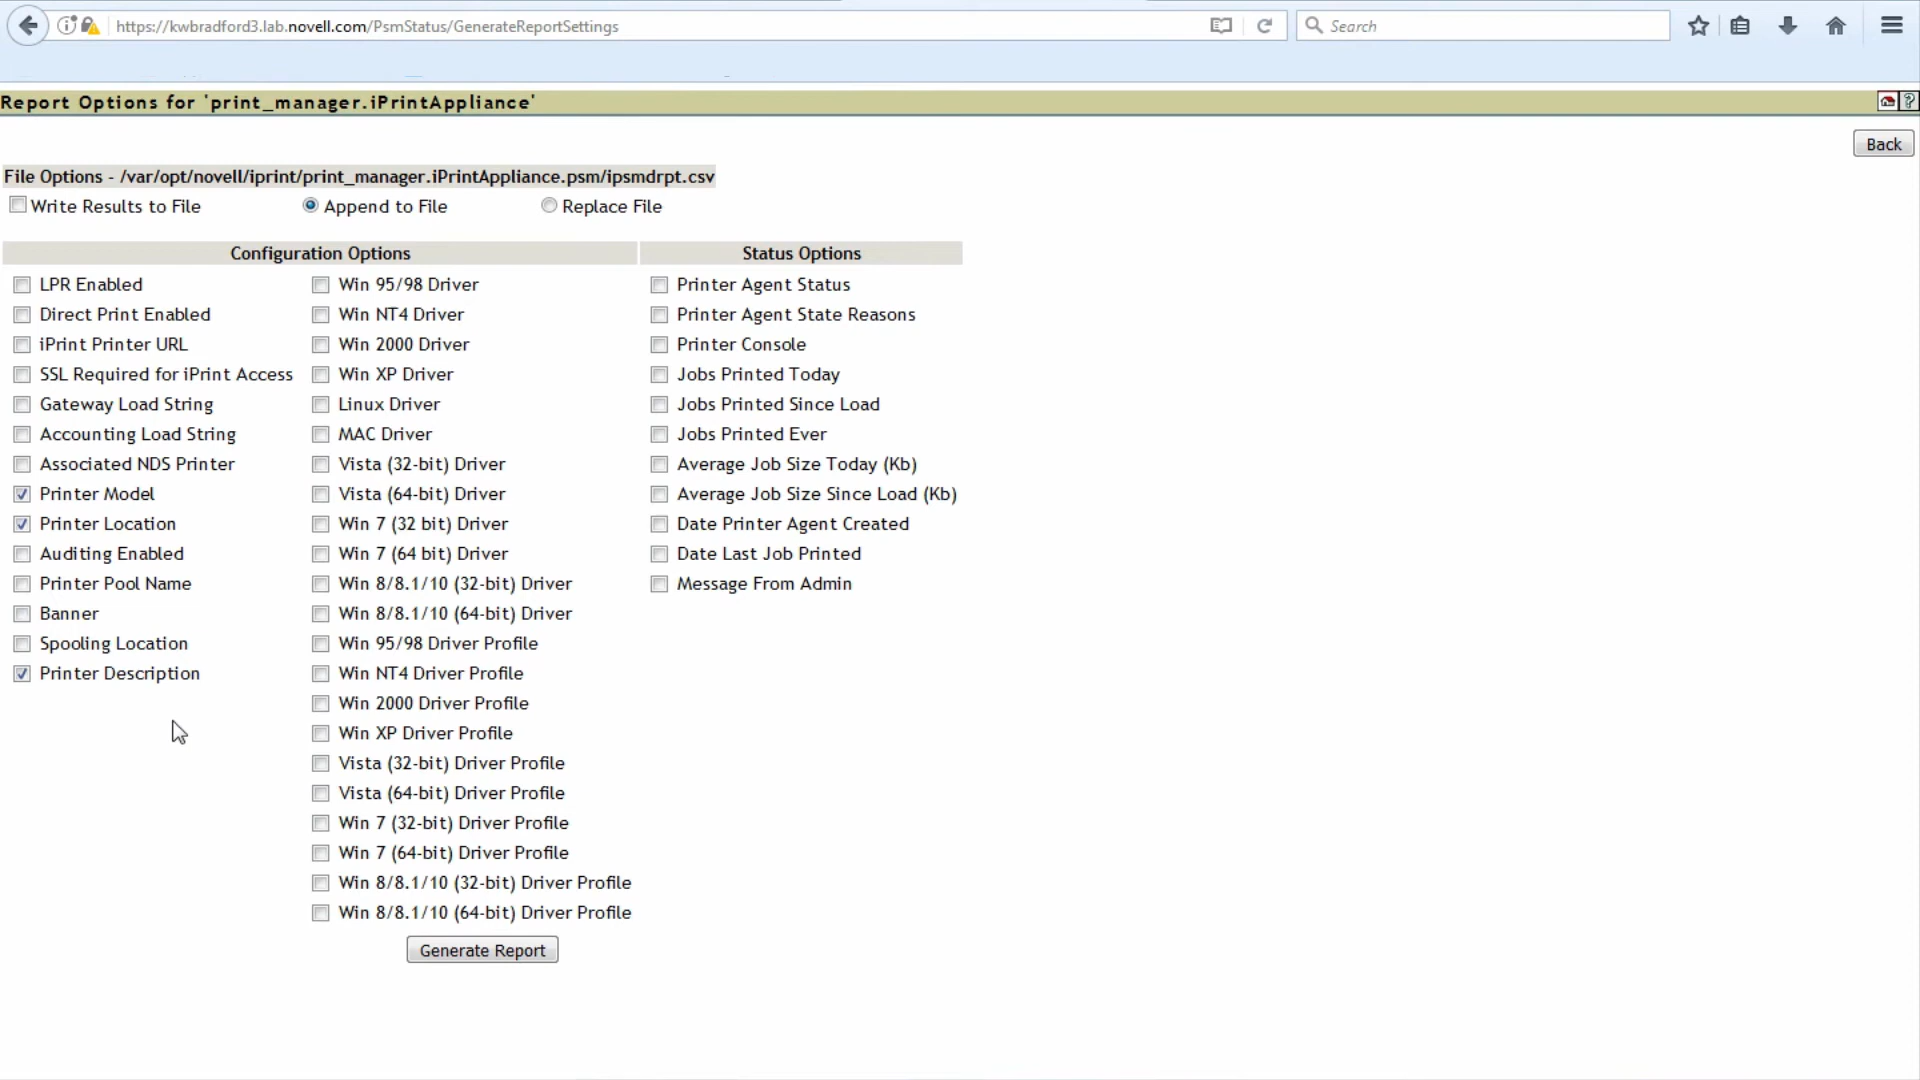 https://kwbradford3.lab.novell.com/PsmStatus/GenerateReportSettings
Search
Report Options for 'print_manager.iPrintAppliance'
Back
File Options - /var/opt/novell/iprint/print_manager.iPrintAppliance.psm/ipsmdrpt.csv
Write Results to File Append to File Replace File
Configuration Options Status Options
LPR Enabled Win 95/98 Driver Printer Agent Status
Direct Print Enabled Win NT4 Driver Printer Agent State Reasons
iPrint Printer URL Win 2000 Driver Printer Console
SSL Required for iPrint Access Win XP Driver Jobs Printed Today
Gateway Load String Linux Driver Jobs Printed Since Load
Accounting Load String MAC Driver Jobs Printed Ever
Associated NDS Printer Vista (32-bit) Driver Average Job Size Today (Kb)
Printer Model Vista (64-bit) Driver Average Job Size Since Load (Kb)
Printer Location Win 7 (32 bit) Driver Date Printer Agent Created
Auditing Enabled Win 7 (64 bit) Driver Date Last Job Printed
Printer Pool Name Win 8/8.1/10 (32-bit) Driver Message From Admin
Banner Win 8/8.1/10 (64-bit) Driver
Spooling Location Win 95/98 Driver Profile
Printer Description Win NT4 Driver Profile
Win 2000 Driver Profile
Win XP Driver Profile
Vista (32-bit) Driver Profile
Vista (64-bit) Driver Profile
Win 7 (32-bit) Driver Profile
Win 7 (64-bit) Driver Profile
Win 8/8.1/10 (32-bit) Driver Profile
Win 8/8.1/10 (64-bit) Driver Profile
Generate Report